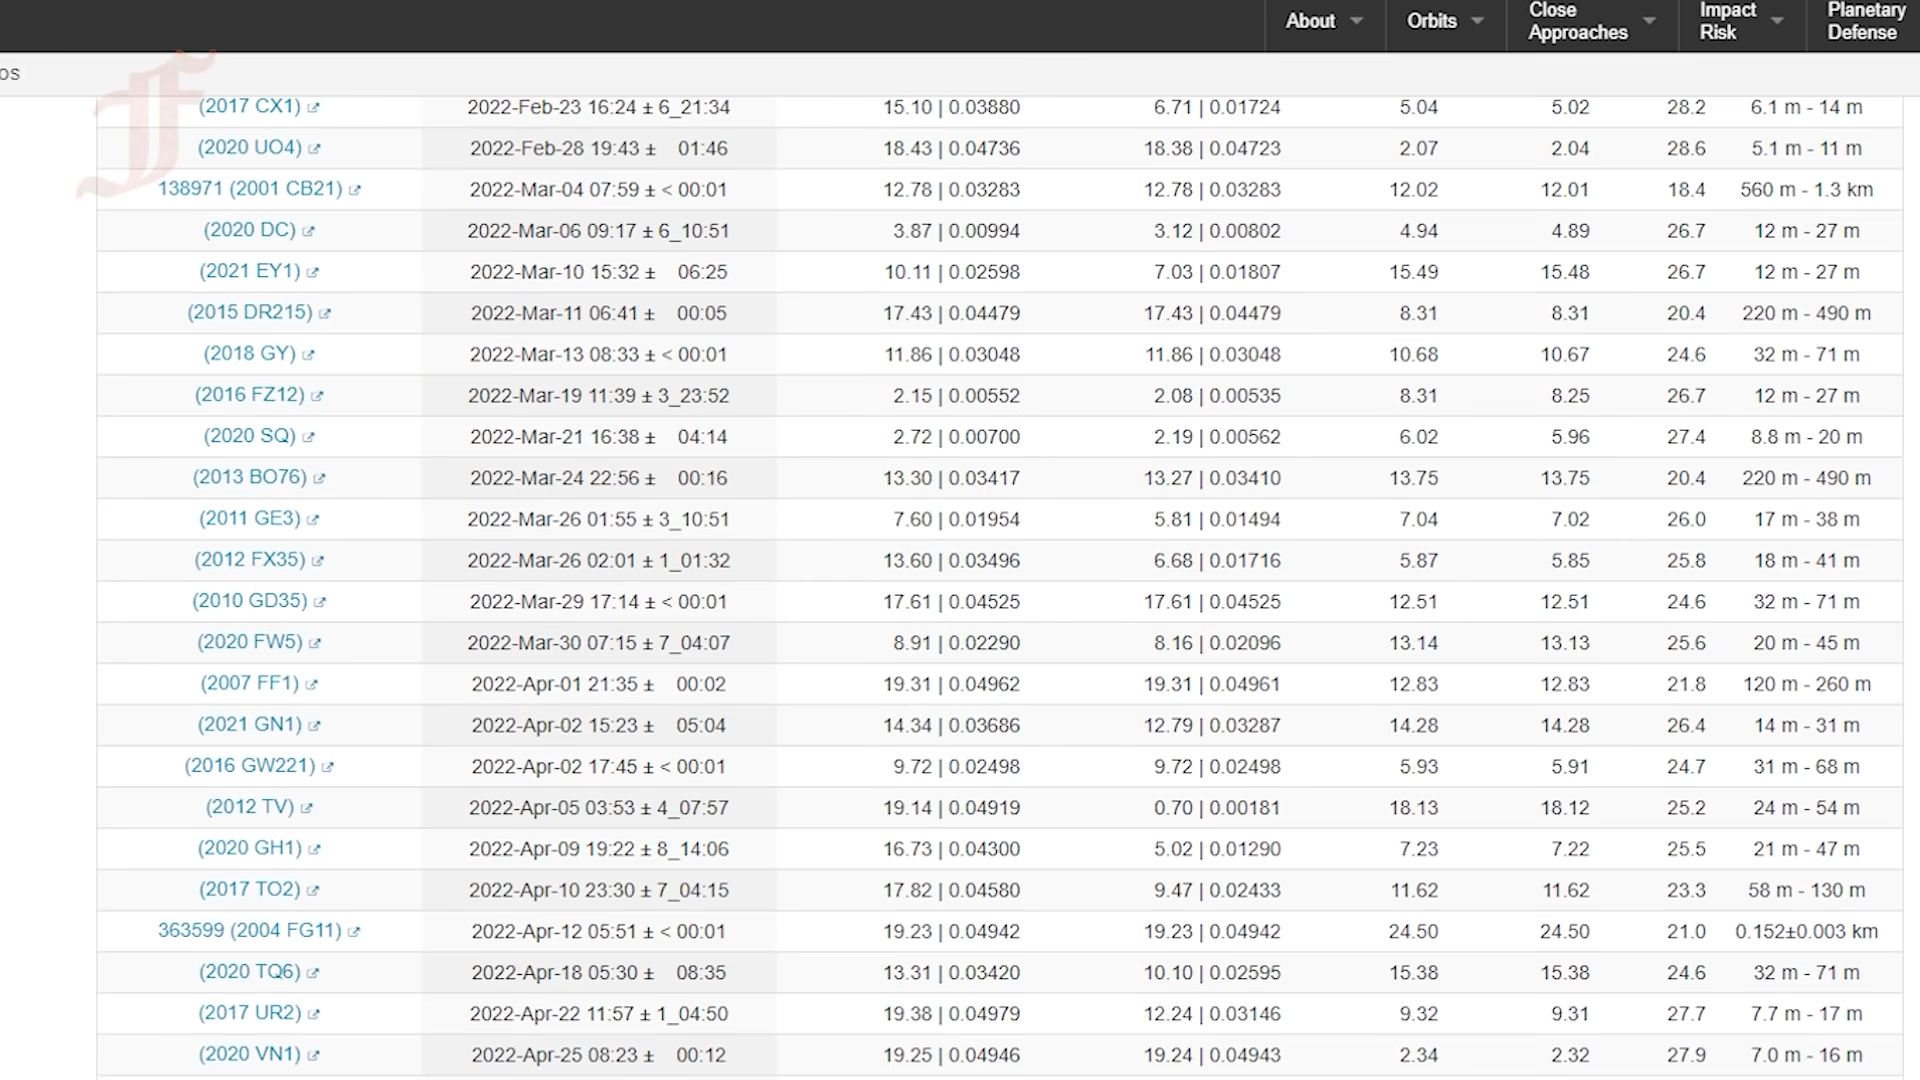 About Orbits Close Approaches Impact Risk Planetary Defense
os
(2017 CX1) 2022-Feb-23 16:24 ± 6_21:34 15.10 | 0.03880 6.71 | 0.01724 5.04 5.02 28.2 6.1 m - 14 m
(2020 UO4) 2022-Feb-28 19:43 ± 01:46 18.43 | 0.04736 18.38 | 0.04723 2.07 2.04 28.6 5.1 m - 11 m
138971 (2001 CB21) 2022-Mar-04 07:59 ± < 00:01 12.78 | 0.03283 12.78 | 0.03283 12.02 12.01 18.4 560 m - 1.3 km
(2020 DC) 2022-Mar-06 09:17 ± 6_10:51 3.87 | 0.00994 3.12 | 0.00802 4.94 4.89 26.7 12 m - 27 m
(2021 EY1) 2022-Mar-10 15:32 ± 06:25 10.11 | 0.02598 7.03 | 0.01807 15.49 15.48 26.7 12 m - 27 m
(2015 DR215) 2022-Mar-11 06:41 ± 00:05 17.43 | 0.04479 17.43 | 0.04479 8.31 8.31 20.4 220 m - 490 m
(2018 GY) 2022-Mar-13 08:33 ± < 00:01 11.86 | 0.03048 11.86 | 0.03048 10.68 10.67 24.6 32 m - 71 m
(2016 FZ12) 2022-Mar-19 11:39 ± 3_23:52 2.15 | 0.00552 2.08 | 0.00535 8.31 8.25 26.7 12 m - 27 m
(2020 SQ) 2022-Mar-21 16:38 ± 04:14 2.72 | 0.00700 2.19 | 0.00562 6.02 5.96 27.4 8.8 m - 20 m
(2013 BO76) 2022-Mar-24 22:56 ± 00:16 13.30 | 0.03417 13.27 | 0.03410 13.75 13.75 20.4 220 m - 490 m
(2011 GE3) 2022-Mar-26 01:55 ± 3_10:51 7.60 | 0.01954 5.81 | 0.01494 7.04 7.02 26.0 17 m - 38 m
(2012 FX35) 2022-Mar-26 02:01 ± 1_01:32 13.60 | 0.03496 6.68 | 0.01716 5.87 5.85 25.8 18 m - 41 m
(2010 GD35) 2022-Mar-29 17:14 ± < 00:01 17.61 | 0.04525 17.61 | 0.04525 12.51 12.51 24.6 32 m - 71 m
(2020 FW5) 2022-Mar-30 07:15 ± 7_04:07 8.91 | 0.02290 8.16 | 0.02096 13.14 13.13 25.6 20 m - 45 m
(2007 FF1) 2022-Apr-01 21:35 ± 00:02 19.31 | 0.04962 19.31 | 0.04961 12.83 12.83 21.8 120 m - 260 m
(2021 GN1) 2022-Apr-02 15:23 ± 05:04 14.34 | 0.03686 12.79 | 0.03287 14.28 14.28 26.4 14 m - 31 m
(2016 GW221) 2022-Apr-02 17:45 ± < 00:01 9.72 | 0.02498 9.72 | 0.02498 5.93 5.91 24.7 31 m - 68 m
(2012 TV) 2022-Apr-05 03:53 ± 4_07:57 19.14 | 0.04919 0.70 | 0.00181 18.13 18.12 25.2 24 m - 54 m
(2020 GH1) 2022-Apr-09 19:22 ± 8_14:06 16.73 | 0.04300 5.02 | 0.01290 7.23 7.22 25.5 21 m - 47 m
(2017 TO2) 2022-Apr-10 23:30 ± 7_04:15 17.82 | 0.04580 9.47 | 0.02433 11.62 11.62 23.3 58 m - 130 m
363599 (2004 FG11) 2022-Apr-12 05:51 ± < 00:01 19.23 | 0.04942 19.23 | 0.04942 24.50 24.50 21.0 0.152±0.003 km
(2020 TQ6) 2022-Apr-18 05:30 ± 08:35 13.31 | 0.03420 10.10 | 0.02595 15.38 15.38 24.6 32 m - 71 m
(2017 UR2) 2022-Apr-22 11:57 ± 1_04:50 19.38 | 0.04979 12.24 | 0.03146 9.32 9.31 27.7 7.7 m - 17 m
(2020 VN1) 2022-Apr-25 08:23 ± 00:12 19.25 | 0.04946 19.24 | 0.04943 2.34 2.32 27.9 7.0 m - 16 m